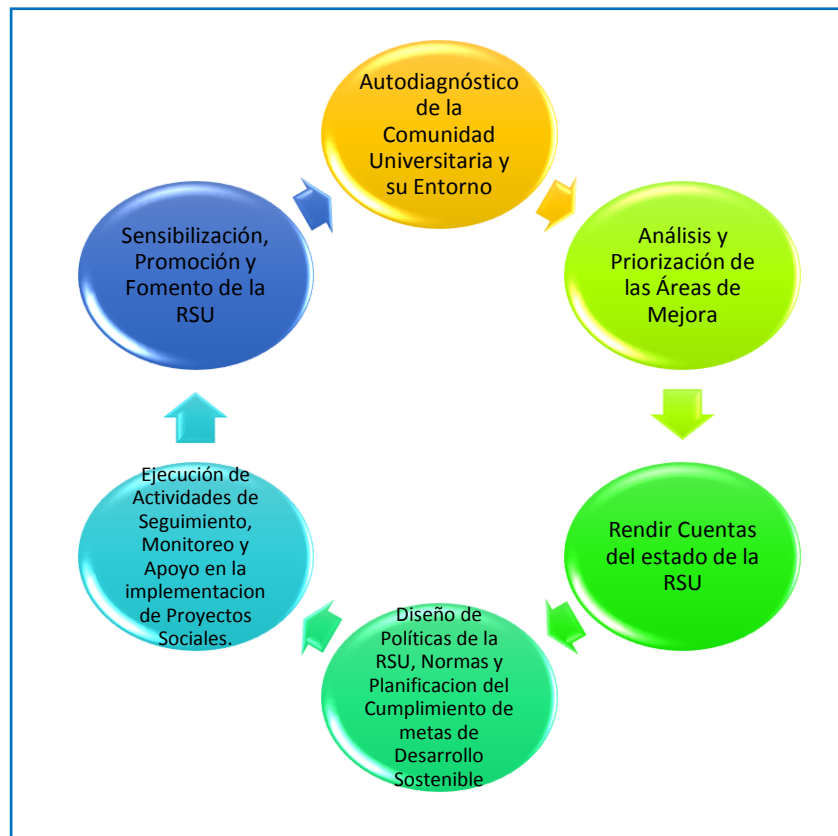 Autodiagnóstico
de la
Comunidad
Universitaria y
su Entorno
Análisis y
Priorización de
las Áreas de
Mejora
Rendir Cuentas
del estado de la
RSU
Diseño de
Políticas de la
RSU, Normas y
Planificacion del
Cumplimiento de
metas de
Desarrollo
Sostenible
Ejecución de
Actividades de
Seguimiento,
Monitoreo y
Apoyo en la
implementacion
de Proyectos
Sociales.
Sensibilización,
Promoción y
Fomento de la
RSU